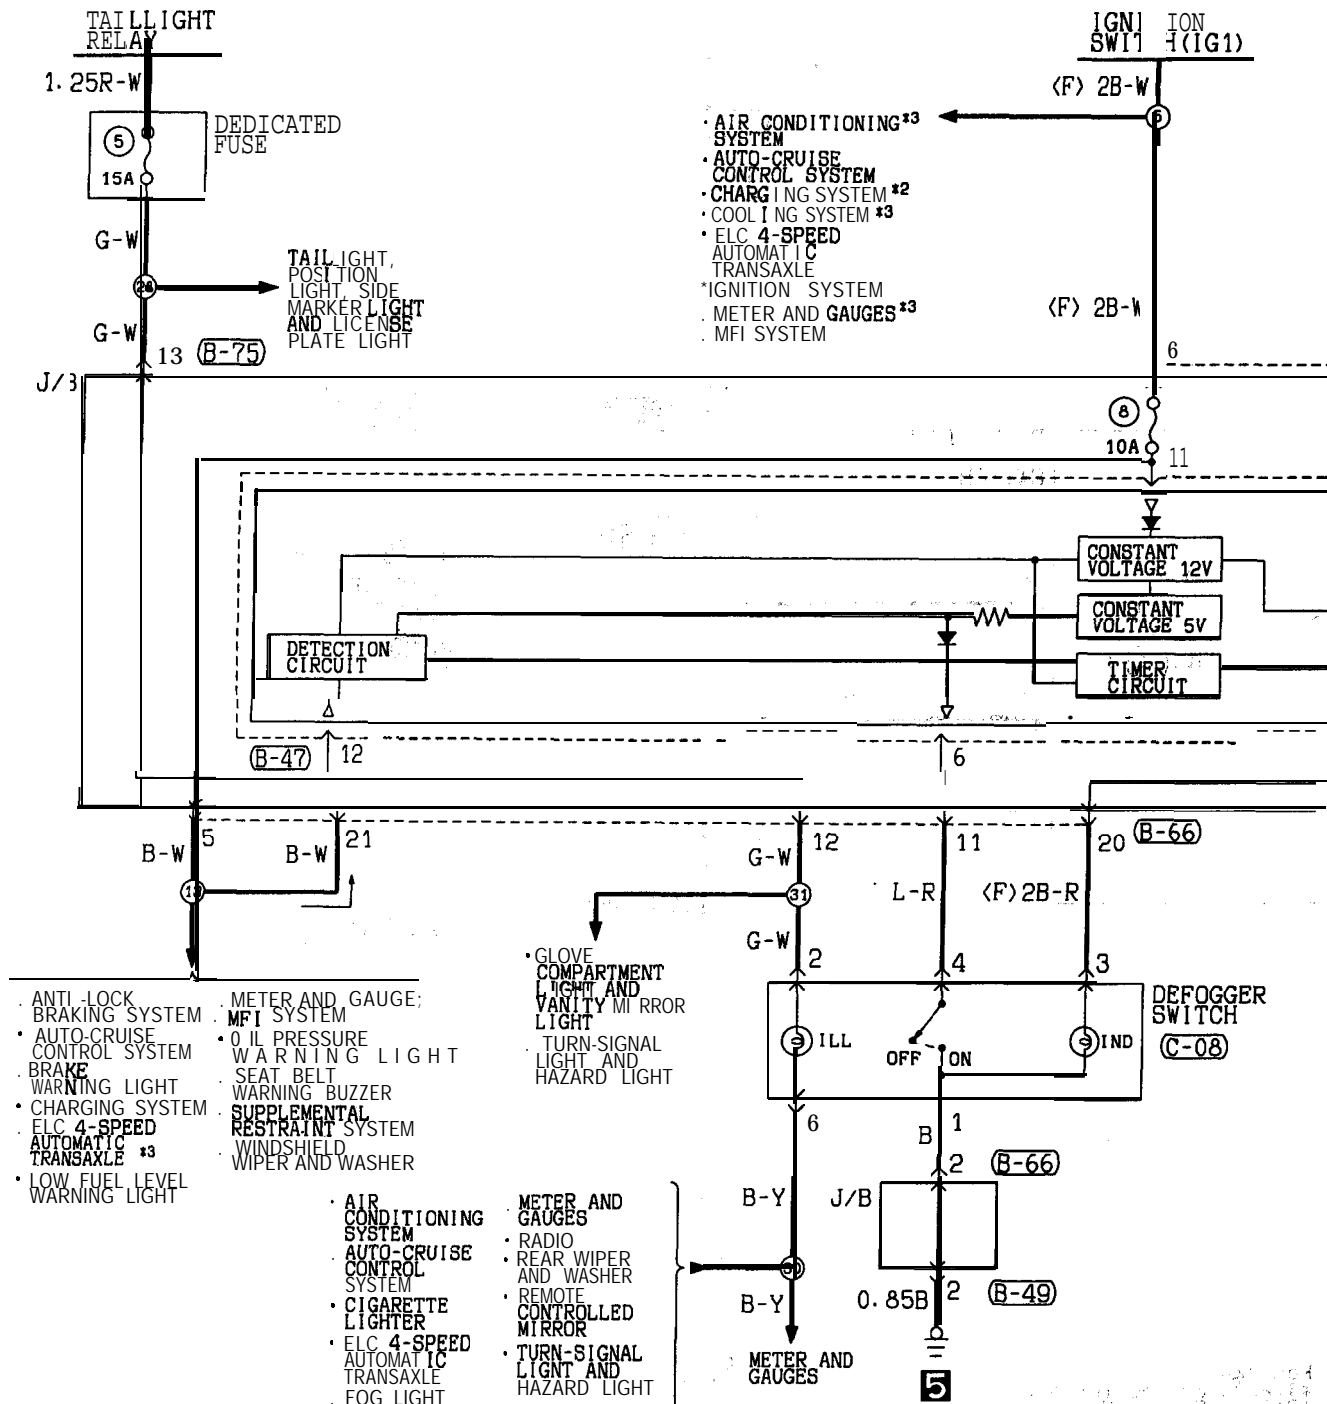 TAILLIGHT
RELAY
1.25R-W
DEDICATED
FUSE
5
15A
G-W
TAIL IGHT,
POSITION
LIGHT, SIDE
MARKER LIGHT
AND LICENSE
PLATE LIGHT
G-W
13 B-75
J/B
IGNI ION
SWIT H(IG1)
<F> 2B-W
· AIR CONDITIONING*3
SYSTEM
· AUTO-CRUISE
CONTROL SYSTEM
· CHARGING SYSTEM *2
· COOLING SYSTEM *3
· ELC 4-SPEED
AUTOMATIC
TRANSAXLE
*IGNITION SYSTEM
. METER AND GAUGES*3
. MFI SYSTEM
<F> 2B-W
6
8
10A
11
CONSTANT
VOLTAGE 12V
CONSTANT
VOLTAGE 5V
DETECTION
CIRCUIT
TIMER
CIRCUIT
B-47 12
6
5
21
12
11
20
B-66
B-W
B-W
G-W
L-R
<F>2B-R
31
G-W
2
4
3
· GLOVE
COMPARTMENT
LIGHT AND
VANITY MIRROR
LIGHT
. TURN-SIGNAL
LIGHT AND
HAZARD LIGHT
DEFOGGER
SWITCH
C-08
ILL
OFF
ON
IND
. ANTI-LOCK
BRAKING SYSTEM
· AUTO-CRUISE
CONTROL SYSTEM
. BRAKE
WARNING LIGHT
· CHARGING SYSTEM
. ELC 4-SPEED
AUTOMATIC
TRANSAXLE *3
· LOW FUEL LEVEL
WARNING LIGHT
. METER AND GAUGE;
. MFI SYSTEM
· 0 IL PRESSURE
WARNING LIGHT
. SEAT BELT
WARNING BUZZER
. SUPPLEMENTAL
RESTRAINT SYSTEM
. WINDSHIELD
WIPER AND WASHER
6
1
B
2
B-66
J/B
B-Y
B-Y
0.85B
2
B-49
5
METER AND
GAUGES
· AIR
CONDITIONING
SYSTEM
. AUTO-CRUISE
CONTROL
SYSTEM
· CIGARETTE
LIGHTER
· ELC 4-SPEED
AUTOMATIC
TRANSAXLE
. FOG LIGHT
. METER AND
GAUGES
· RADIO
· REAR WIPER
AND WASHER
· REMOTE
CONTROLLED
MIRROR
· TURN-SIGNAL
LIGNT AND
HAZARD LIGHT